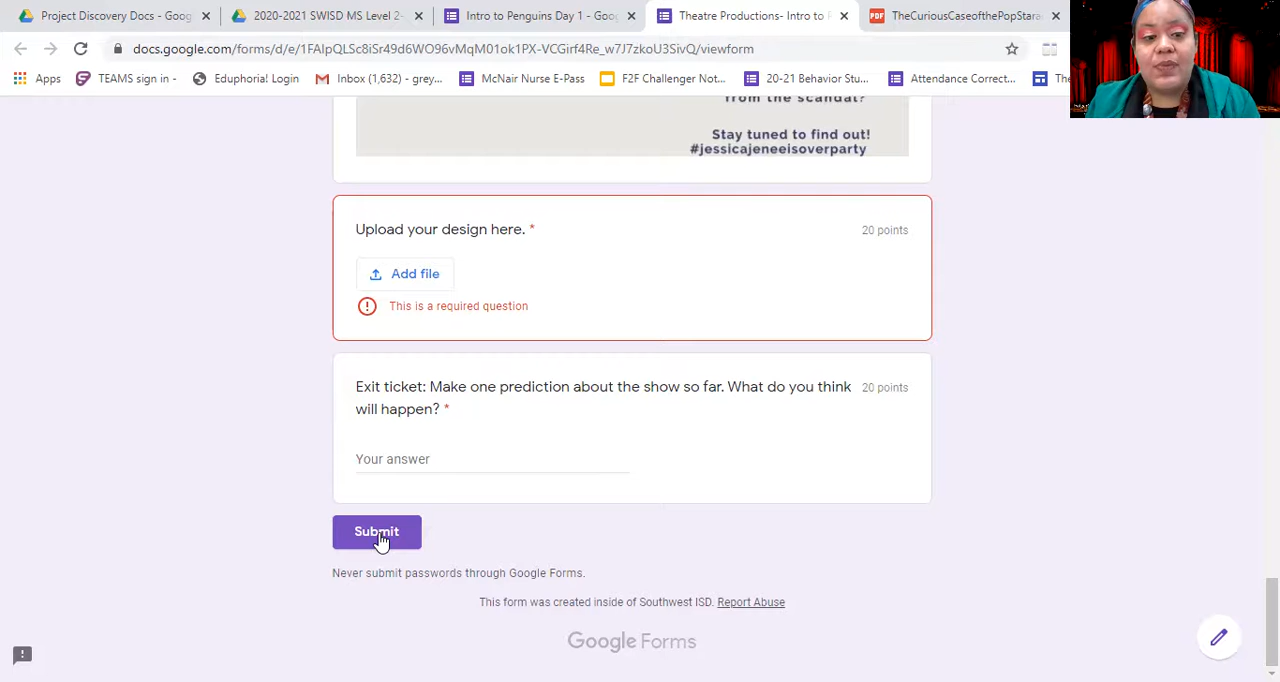 Project Discovery Docs - Goog
2020-2021 SWISD MS Level 2-
Intro to Penguins Day 1 - Goo
Theatre Productions- Intro to P
PDF
TheCuriousCaseofthePopStara
docs.google.com/forms/d/e/1FAIpQLSc8iSr49d6WO96vMqM01ok1PX-VCGirf4Re_w7J7zkoU3SivQ/viewform
Apps
TEAMS sign in -
Eduphoria! Login
Inbox (1,632) - grey,...
McNair Nurse E-Pass
F2F Challenger Not...
20-21 Behavior Stu...
Attendance Correct...
The
from the scandal?
Stay tuned to find out!
#jessicajeneeisoverparty
Upload your design here. *
20 points
Add file
This is a required question
Exit ticket: Make one prediction about the show so far. What do you think
will happen? *
20 points
Your answer
Submit
Never submit passwords through Google Forms.
This form was created inside of Southwest ISD. Report Abuse
Google Forms